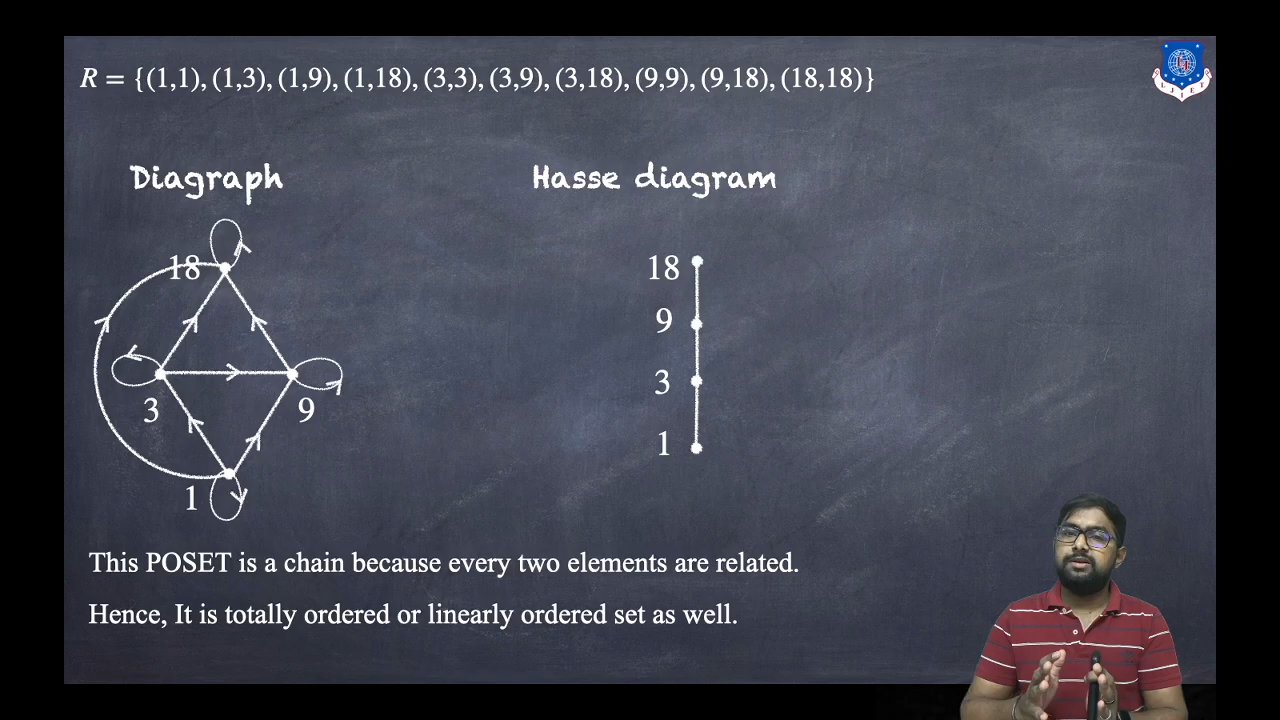 R = {(1,1), (1,3), (1,9), (1,18), (3,3), (3,9), (3,18), (9,9), (9,18), (18,18)}
Diagraph
Hasse diagram
18
3
9
1
18
9
3
1
This POSET is a chain because every two elements are related.
Hence, It is totally ordered or linearly ordered set as well.